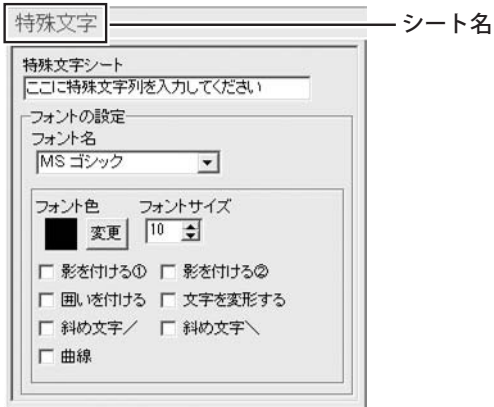 特殊文字
シート名
特殊文字シート
ここに特殊文字列を入力してください
フォントの設定
フォント名
MS ゴシック
フォント色 フォントサイズ
変更 10
影を付ける① 影を付ける②
囲いを付ける 文字を変形する
斜め文字／ 斜め文字＼
曲線